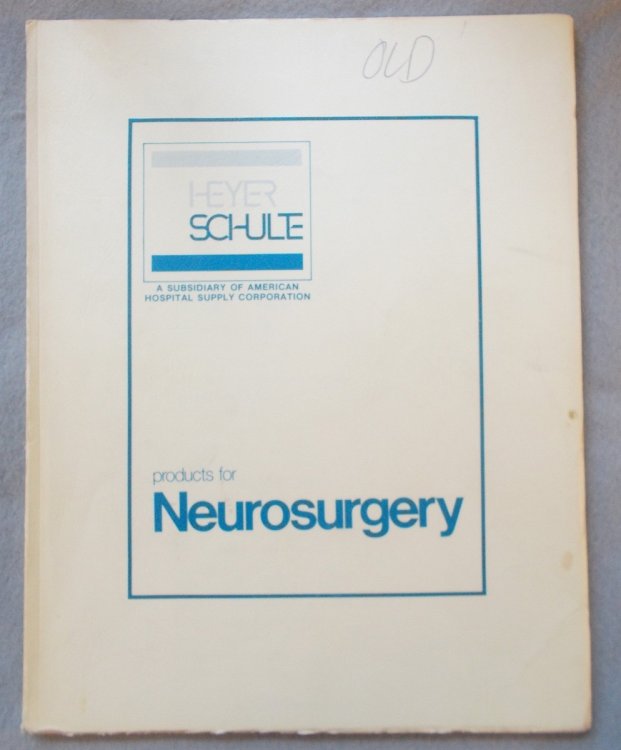 OLD
HEYER
SCHULTE
A SUBSIDIARY OF AMERICAN
HOSPITAL SUPPLY CORPORATION
products for
Neurosurgery